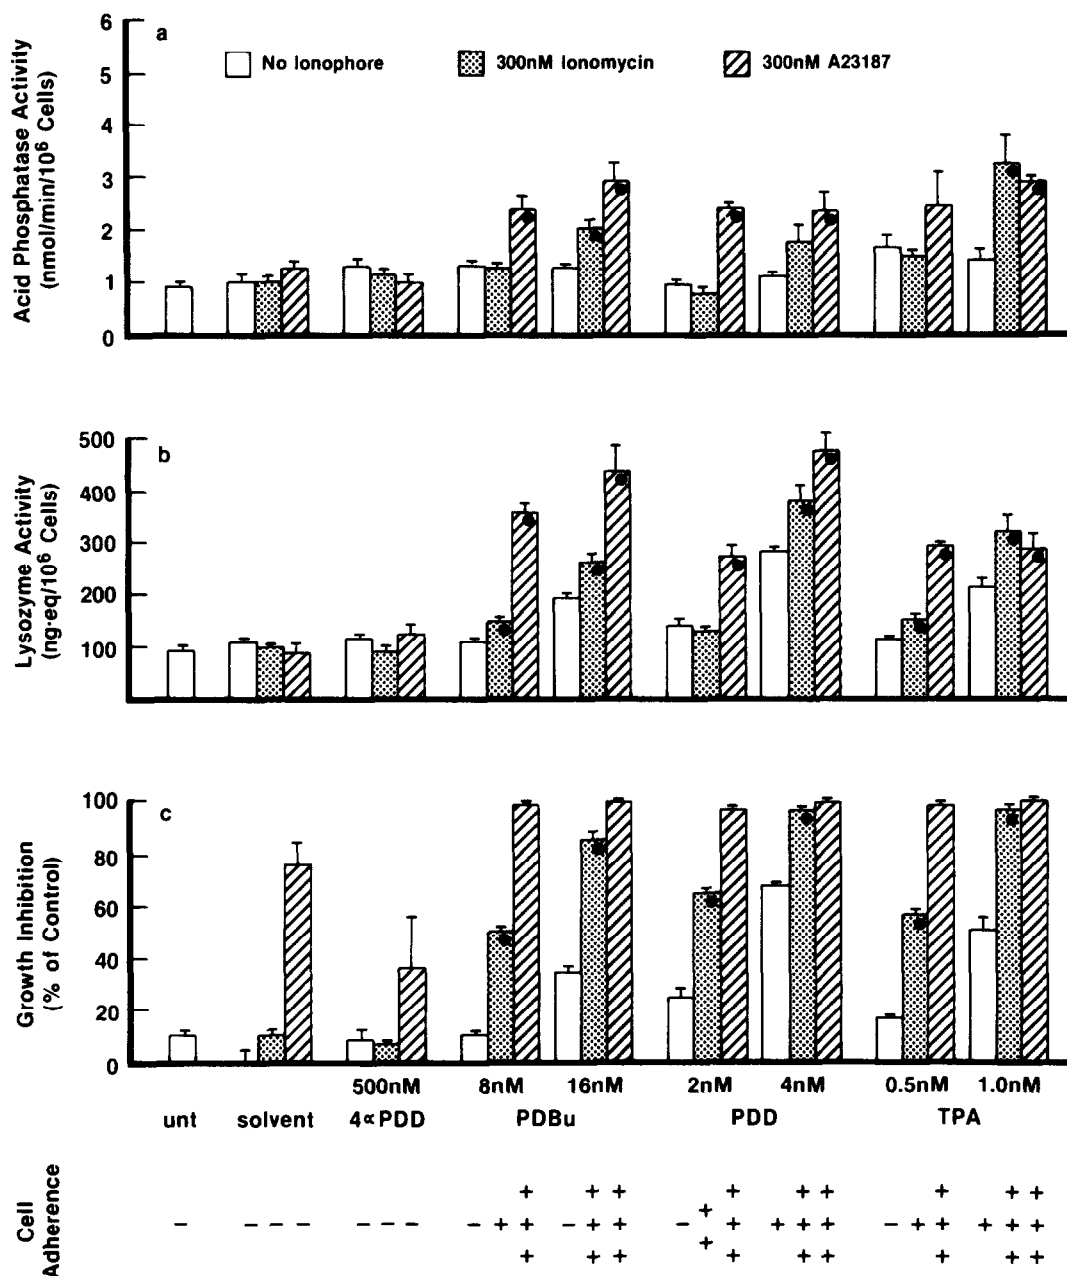 a
Acid Phosphatase Activity
(nmol/min/10⁶ Cells)
6
5
4
3
2
1
0
No Ionophore
300nM Ionomycin
300nM A23187
b
Lysozyme Activity
(ng·eq/10⁶ Cells)
500
400
300
200
100
c
Growth Inhibition
(% of Control)
100
80
60
40
20
0
500nM 8nM 16nM 2nM 4nM 0.5nM 1.0nM
unt solvent 4∝PDD PDBu PDD TPA
Cell
Adherence
+ + + + + + + + +
+
− − − − − − − − + + − + + − + + + − + + + + +
+
+ + + + + + + + +